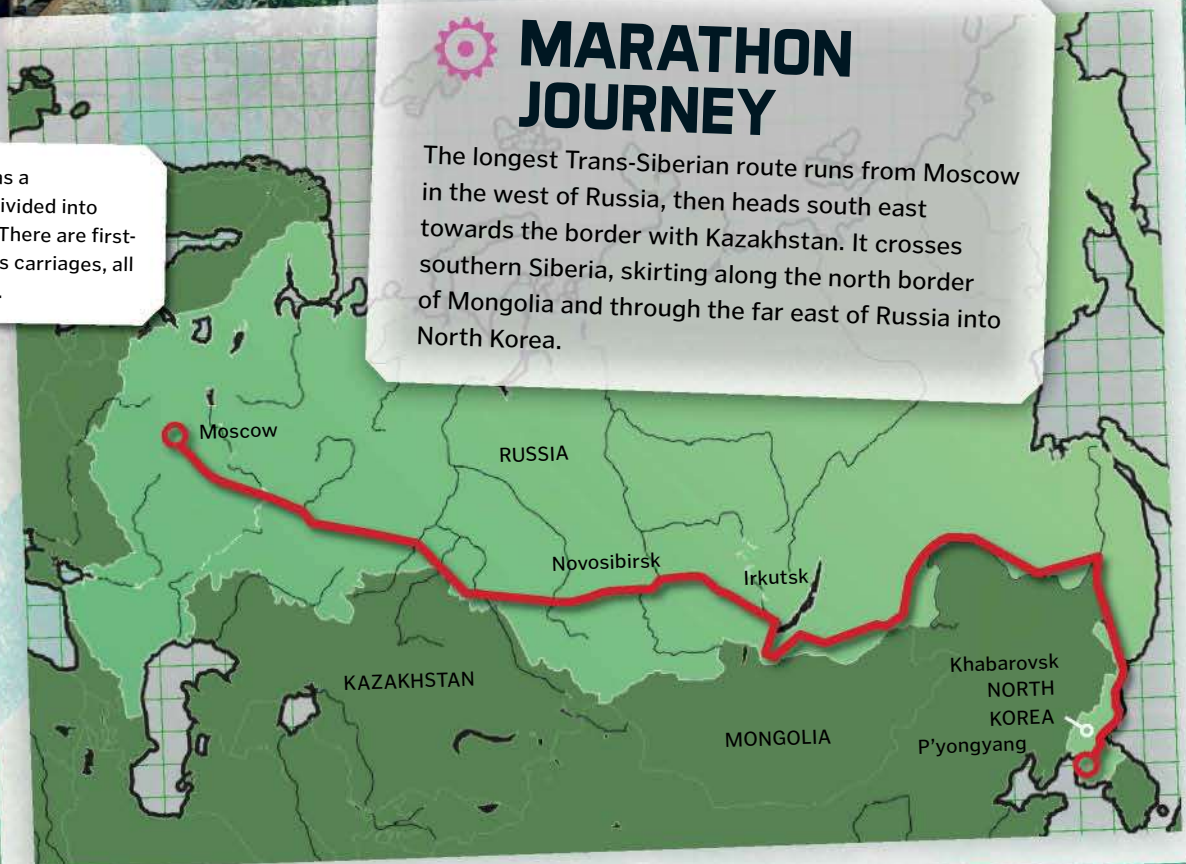 MARATHON
JOURNEY
The longest Trans-Siberian route runs from Moscow
in the west of Russia, then heads south east
towards the border with Kazakhstan. It crosses
southern Siberia, skirting along the north border
of Mongolia and through the far east of Russia into
North Korea.
ivided into
There are first-
s carriages, all
Moscow
RUSSIA
Novosibirsk
Irkutsk
KAZAKHSTAN
MONGOLIA
Khabarovsk
NORTH
KOREA
P'yongyang